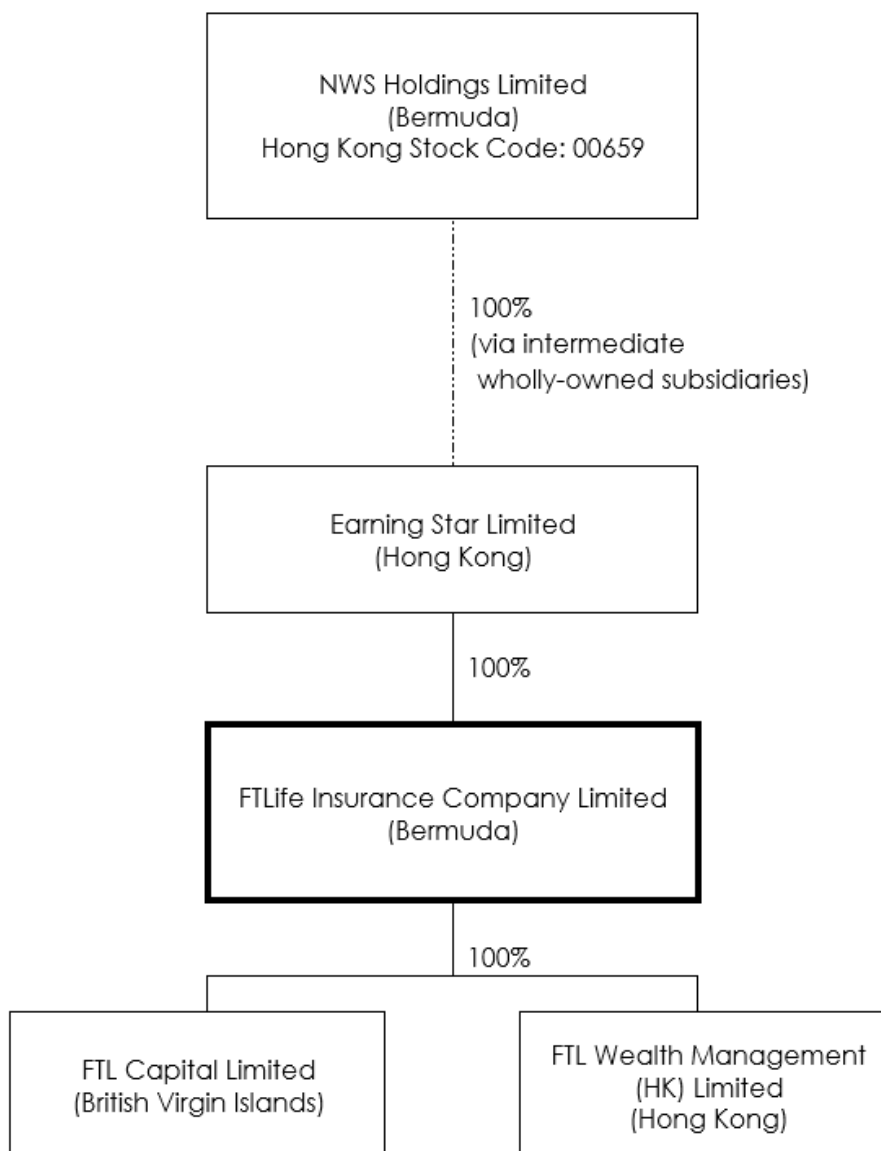 NWS Holdings Limited
(Bermuda)
Hong Kong Stock Code: 00659
100%
(via intermediate
wholly-owned subsidiaries)
Earning Star Limited
(Hong Kong)
100%
FTLife Insurance Company Limited
(Bermuda)
100%
FTL Capital Limited
(British Virgin Islands)
FTL Wealth Management
(HK) Limited
(Hong Kong)